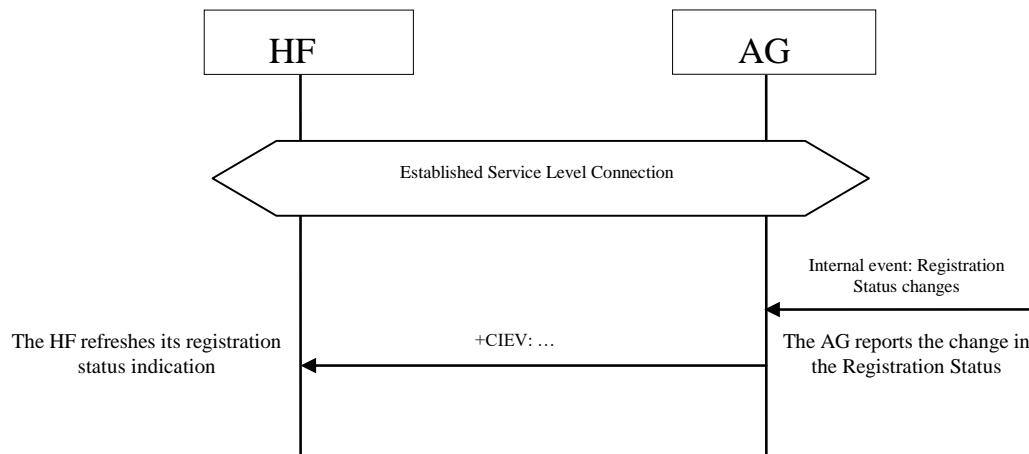 HF
AG
Established Service Level Connection
Internal event: Registration
Status changes
The HF refreshes its registration
status indication
+CIEV: …
The AG reports the change in
the Registration Status